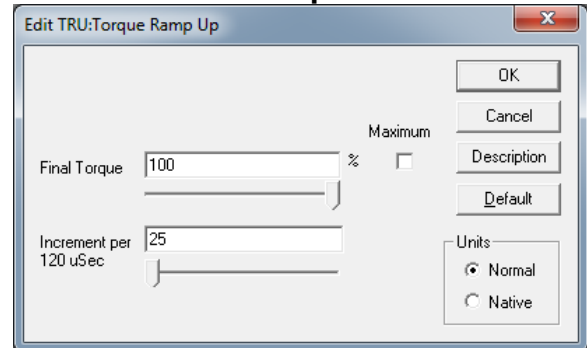 Edit TRU:Torque Ramp Up
OK
Cancel
Maximum
Final Torque 100 %
Description
Default
Increment per 25
120 uSec
Units
Normal
Native